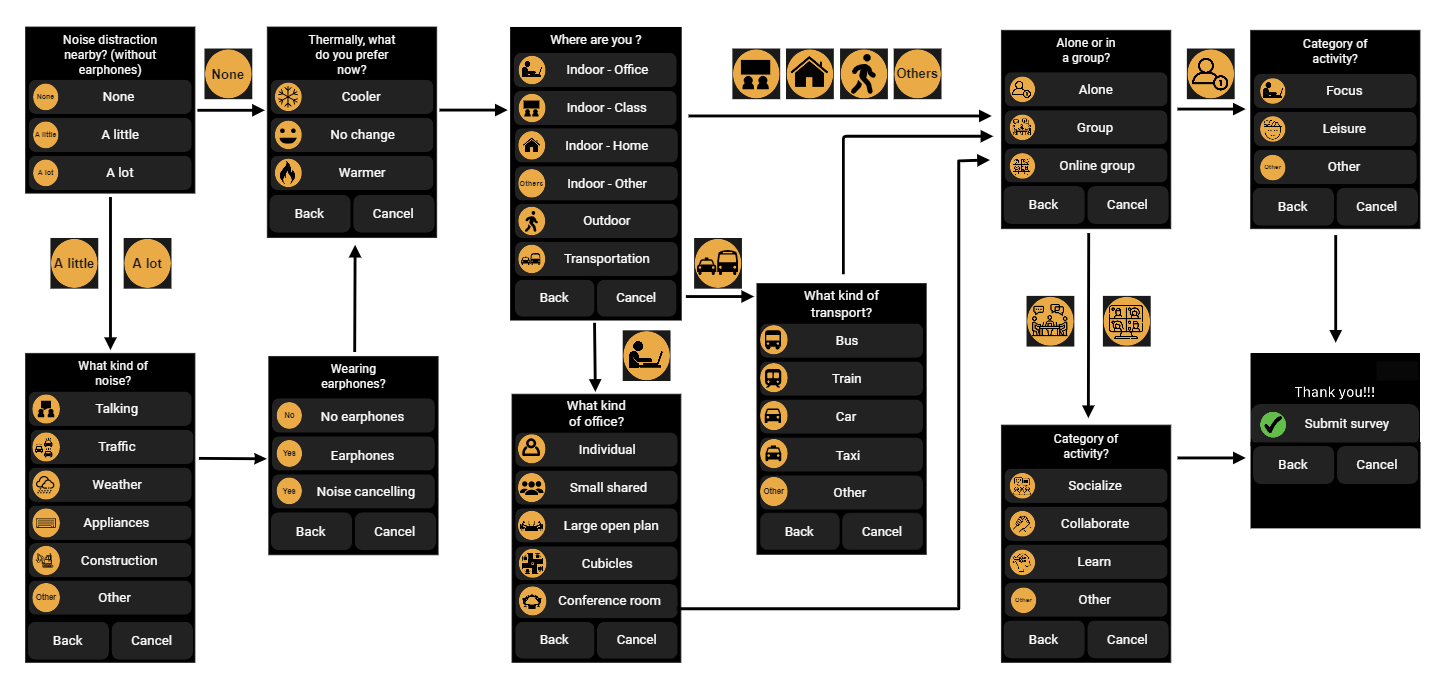 Noise distraction
nearby? (without
earphones)
None
None
A little
A little
A lot
A lot
None
Thermally, what
do you prefer
now?
Cooler
No change
Warmer
Back
Cancel
Where are you ?
Indoor - Office
Indoor - Class
Indoor - Home
Others
Indoor - Other
Outdoor
Transportation
Back
Cancel
Others
Alone or in
a group?
Alone
Group
Online group
Back
Cancel
Category of
activity?
Focus
Leisure
Other
Other
Back
Cancel
A little
A lot
What kind of
noise?
Talking
Traffic
Weather
Appliances
Construction
Other
Other
Back
Cancel
Wearing
earphones?
No
No earphones
Yes
Earphones
Yes
Noise cancelling
Back
Cancel
What kind
of office?
Individual
Small shared
Large open plan
Cubicles
Conference room
Back
Cancel
What kind of
transport?
Bus
Train
Car
Taxi
Other
Other
Back
Cancel
Category of
activity?
Socialize
Collaborate
Learn
Other
Other
Back
Cancel
Thank you!!!
Submit survey
Back
Cancel